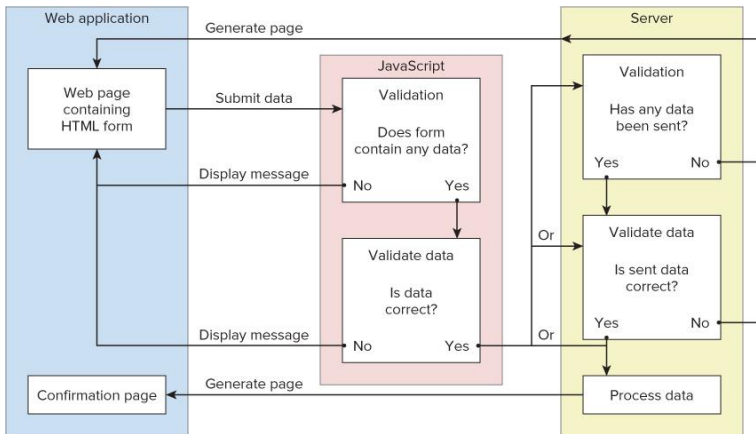 Web application
Server
Generate page
JavaScript
Web page
containing
HTML form
Submit data
Validation
Does form
contain any data?
No
Yes
Display message
Validation
Has any data
been sent?
Yes
No
Validate data
Is data
correct?
No
Yes
Display message
Or
Validate data
Is sent data
correct?
Yes
No
Or
Confirmation page
Generate page
Process data